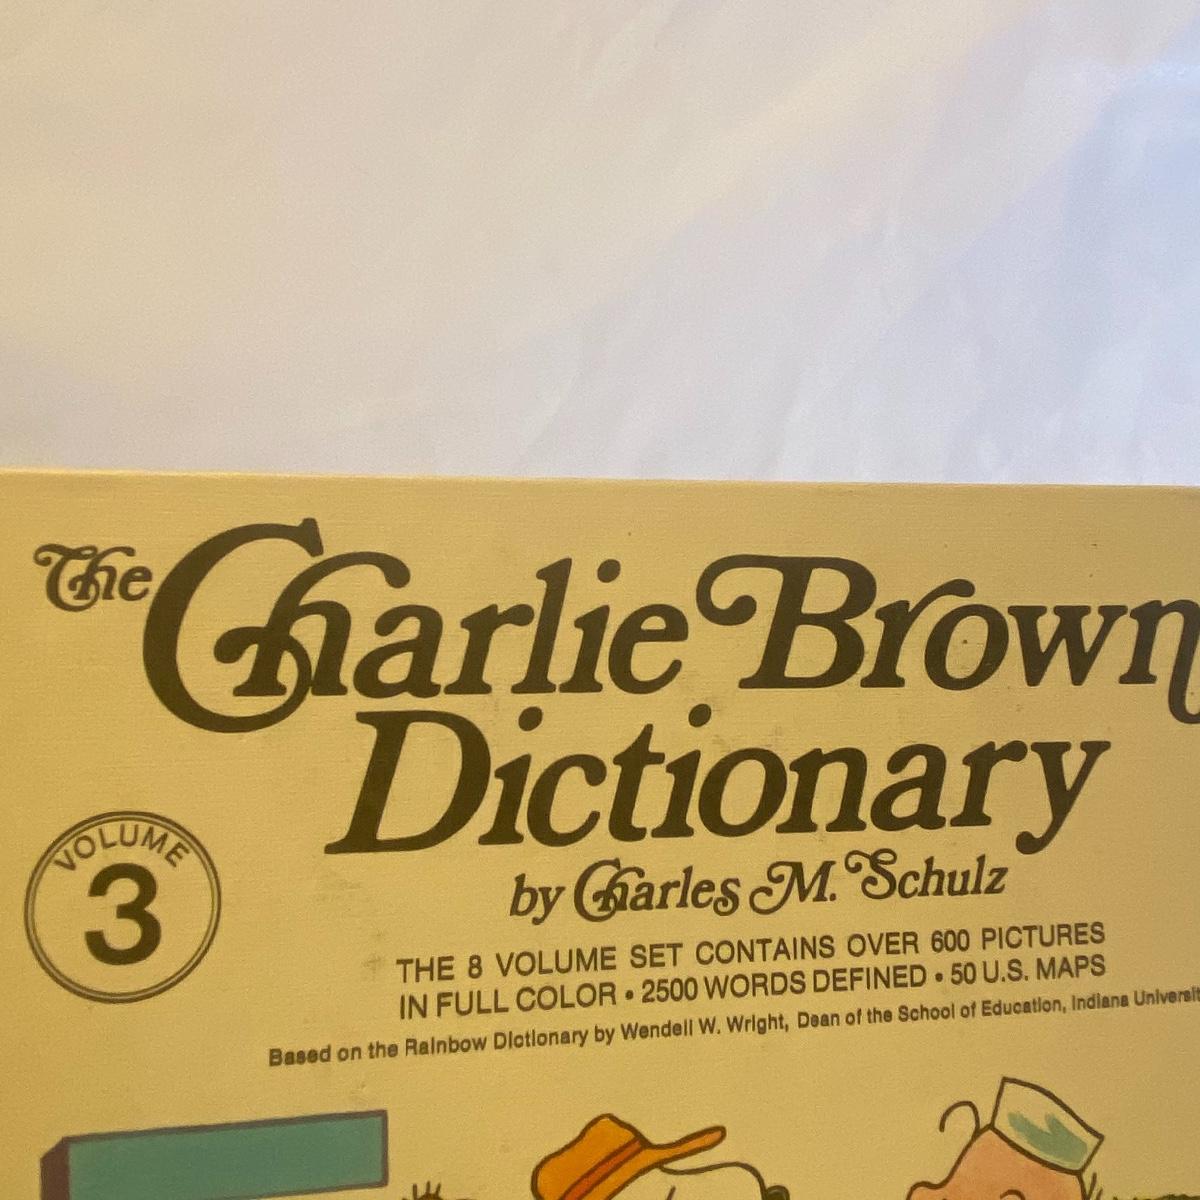 The Charlie Brown
Dictionary
VOLUME
3
by Charles M. Schulz
THE 8 VOLUME SET CONTAINS OVER 600 PICTURES
IN FULL COLOR • 2500 WORDS DEFINED • 50 U.S. MAPS
Based on the Rainbow Dictionary by Wendell W. Wright, Dean of the School of Education, Indiana Universit